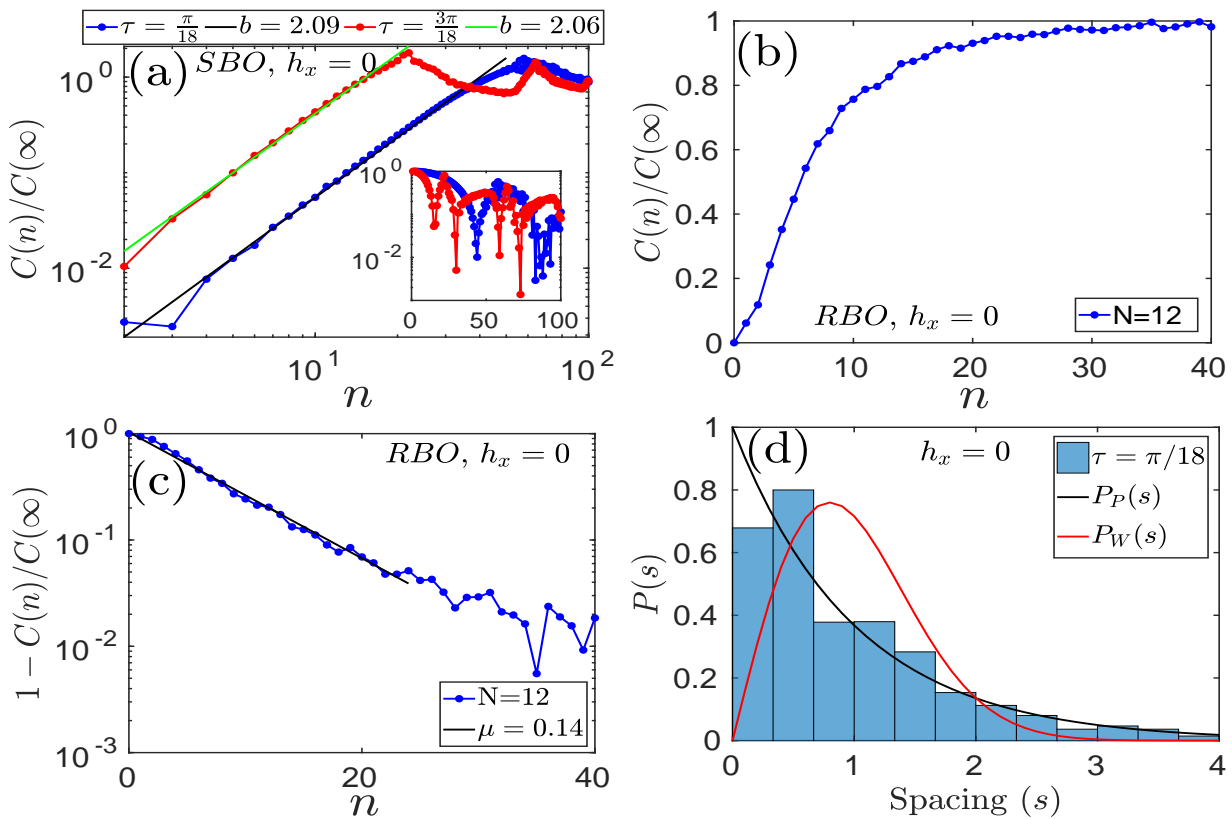 τ = π/18 b = 2.09 τ = 3π/18 b = 2.06
(a) SBO, h_x = 0
C(n)/C(∞)
10^0
10^-2
10^1 10^2
n
10^0
10^-2
0 50 100
(b)
C(n)/C(∞)
1
0.8
0.6
0.4
0.2
0
RBO, h_x = 0
N=12
0 10 20 30 40
n
(c)
RBO, h_x = 0
1 − C(n)/C(∞)
10^0
10^-1
10^-2
10^-3
N=12
μ = 0.14
0 20 40
n
(d)
h_x = 0
τ = π/18
P_P(s)
P_W(s)
P(s)
1
0.8
0.6
0.4
0.2
0
0 1 2 3 4
Spacing (s)